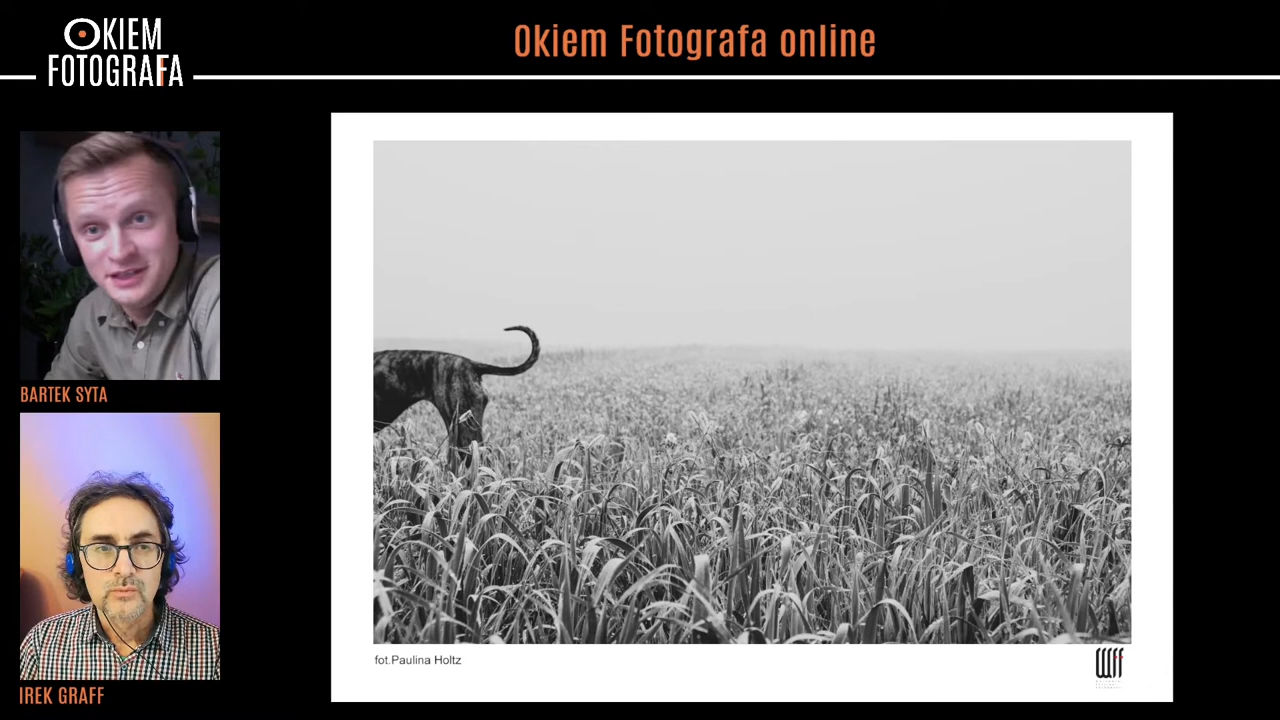 OKIEM
FOTOGRAFA
Okiem Fotografa online
BARTEK SYTA
IREK GRAFF
fot.Paulina Holtz